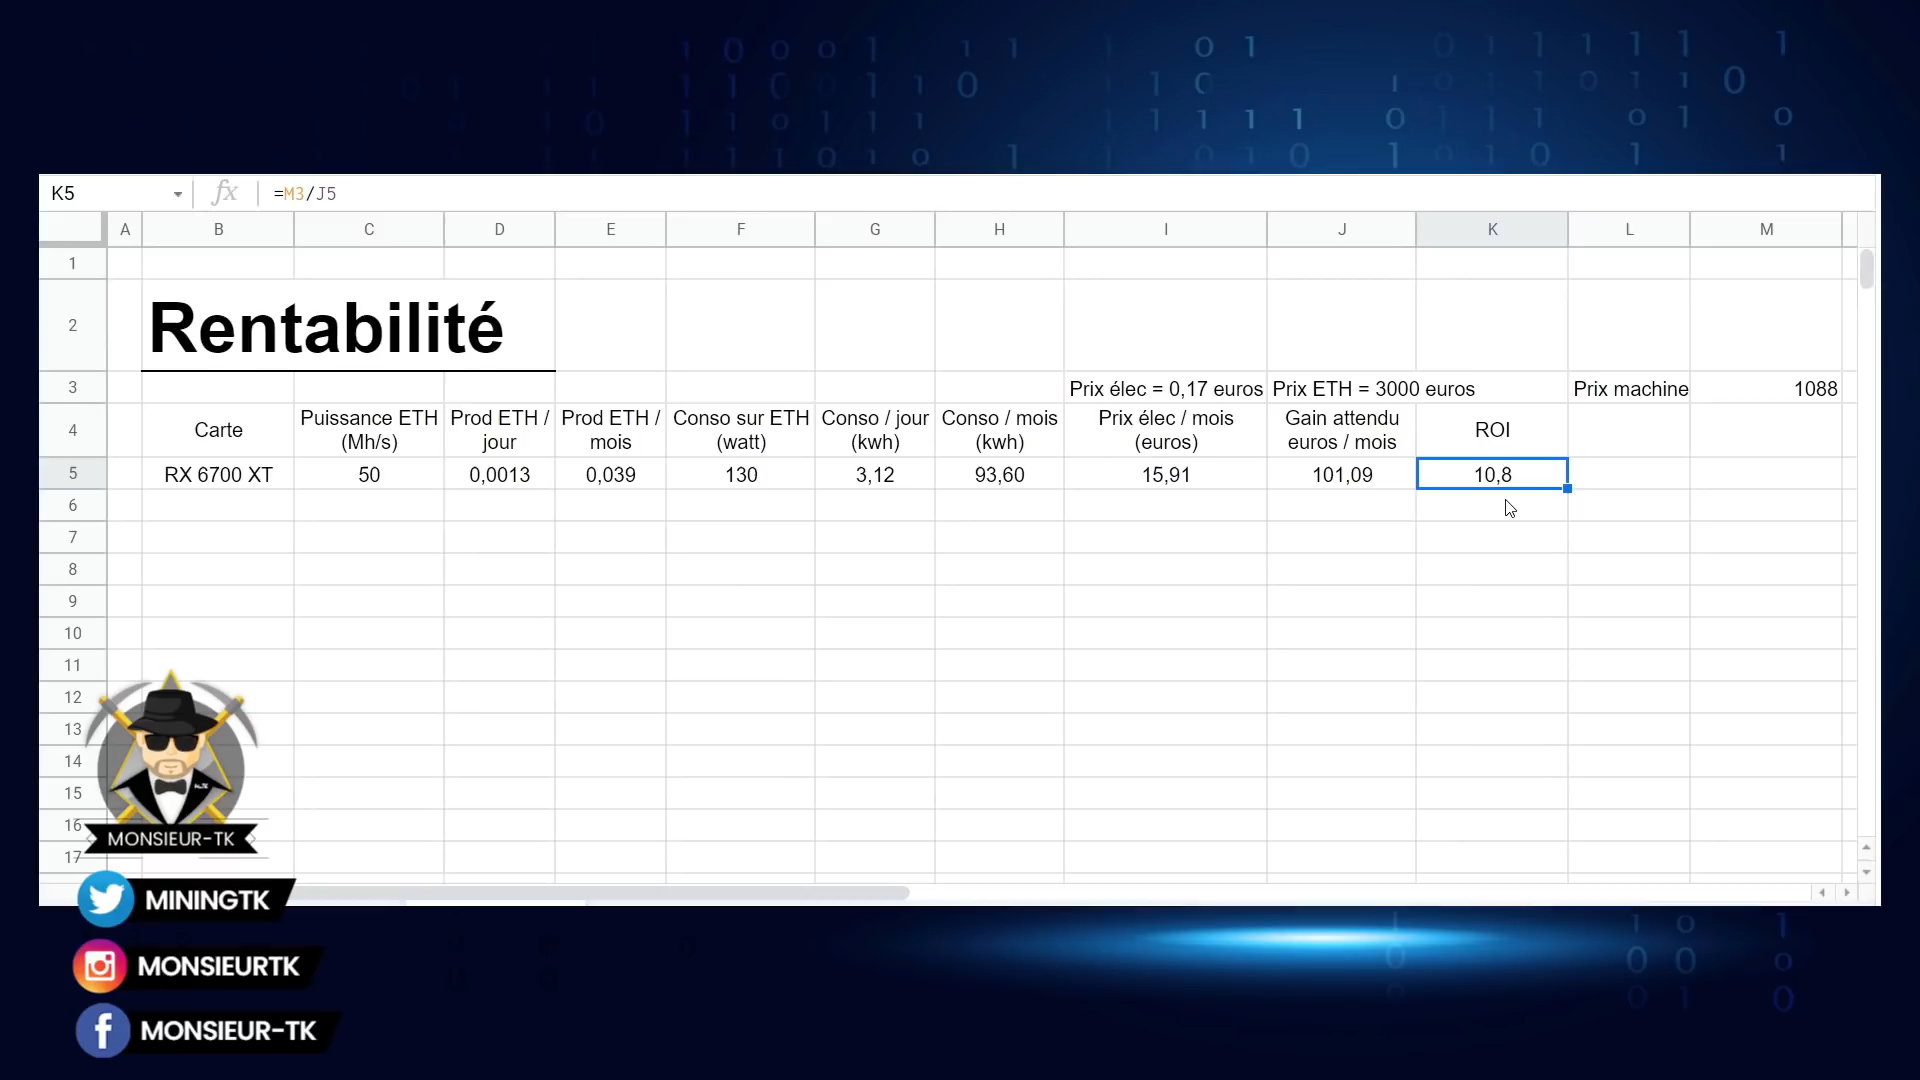 K5 fx =M3/J5
A B C D E F G H I J K L M
1
2 Rentabilité
3 Prix élec = 0,17 euros Prix ETH = 3000 euros Prix machine 1088
4 Carte Puissance ETH (Mh/s) Prod ETH / jour Prod ETH / mois Conso sur ETH (watt) Conso / jour (kwh) Conso / mois (kwh) Prix élec / mois (euros) Gain attendu euros / mois ROI
5 RX 6700 XT 50 0,0013 0,039 130 3,12 93,60 15,91 101,09 10,8
6
7
8
9
10
11
12
13
14
15
16
17
MONSIEUR-TK
MININGTK
MONSIEURTK
MONSIEUR-TK